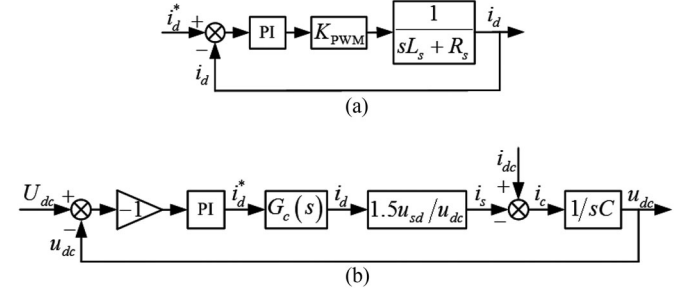 i_d^* + PI K_PWM 1/(sL_s + R_s) i_d
−
i_d
(a)
i_dc
U_dc + −1 PI i_d^* G_c(s) i_d 1.5u_sd/u_dc i_s + − i_c 1/sC u_dc
−
u_dc
(b)